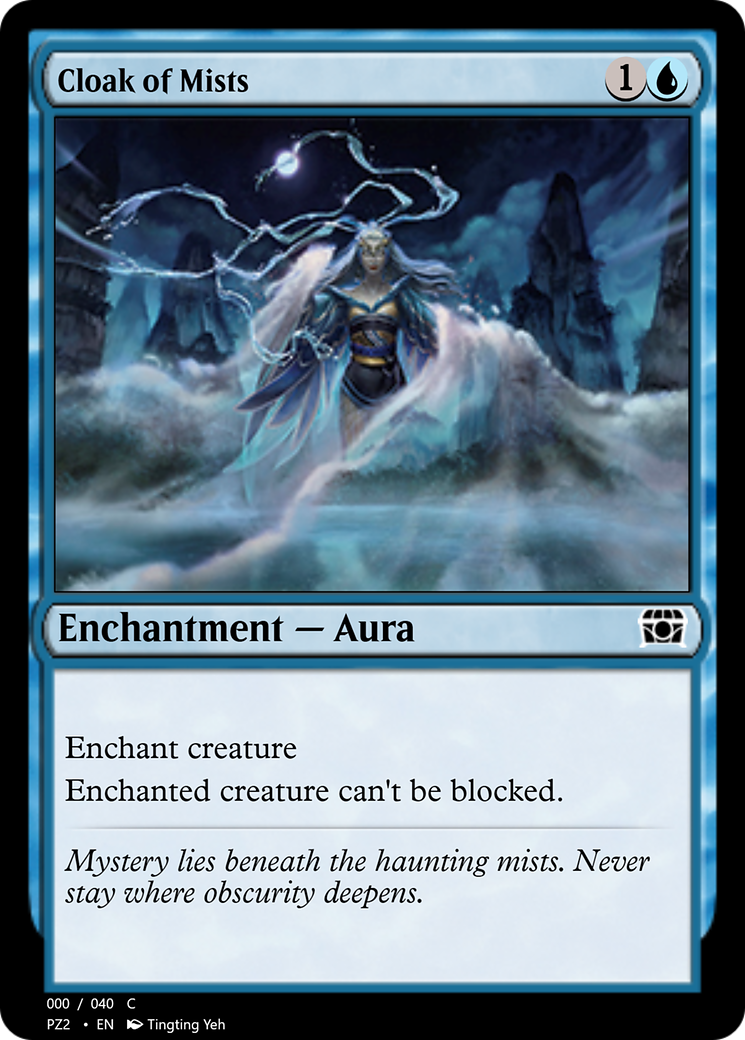 Cloak of Mists 1
Enchantment — Aura
Enchant creature
Enchanted creature can't be blocked.
Mystery lies beneath the haunting mists. Never
stay where obscurity deepens.
000 / 040 C
PZ2 • EN Tingting Yeh